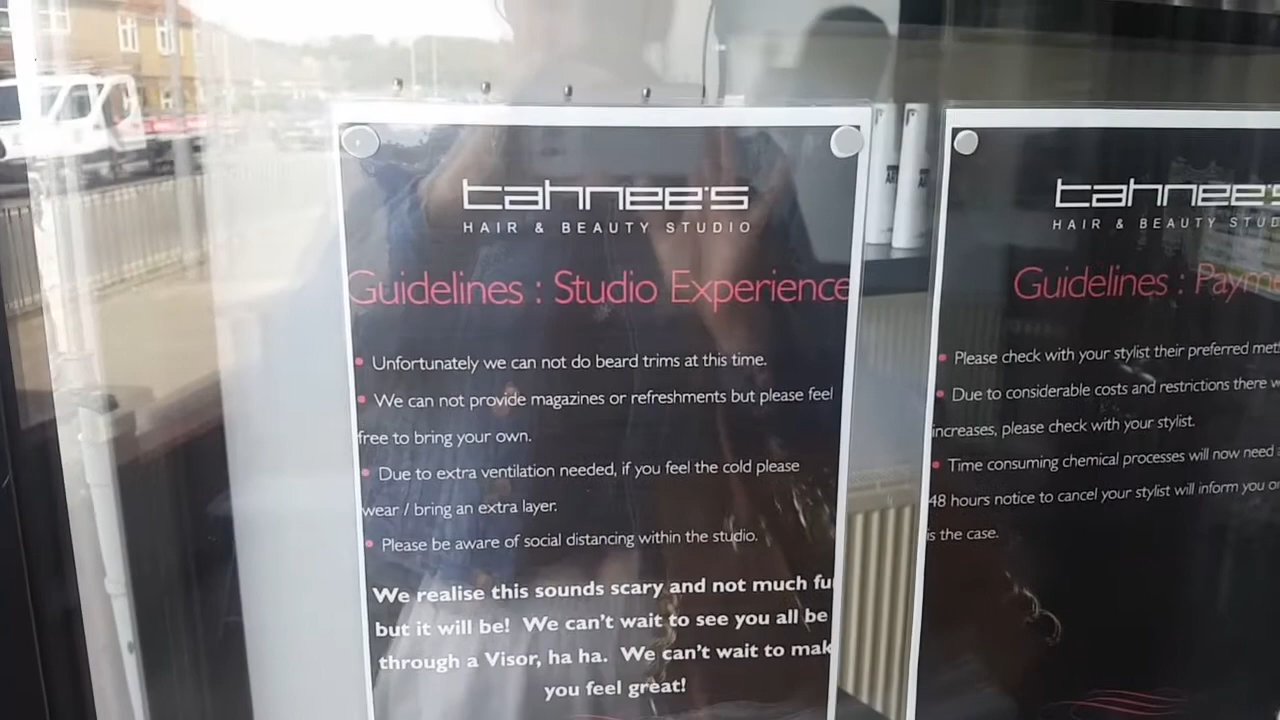 tahnee's
HAIR & BEAUTY STUDIO
Guidelines : Studio Experience
• Unfortunately we can not do beard trims at this time.
• We can not provide magazines or refreshments but please feel
free to bring your own.
• Due to extra ventilation needed, if you feel the cold please
wear / bring an extra layer.
• Please be aware of social distancing within the studio.
We realise this sounds scary and not much fu
but it will be! We can't wait to see you all be
through a Visor, ha ha. We can't wait to mak
you feel great!
tahnee's
HAIR & BEAUTY STUD
Guidelines : Paym
• Please check with your stylist their preferred met
• Due to considerable costs and restrictions there w
increases, please check with your stylist.
• Time consuming chemical processes will now need
48 hours notice to cancel your stylist will inform you
is the case.